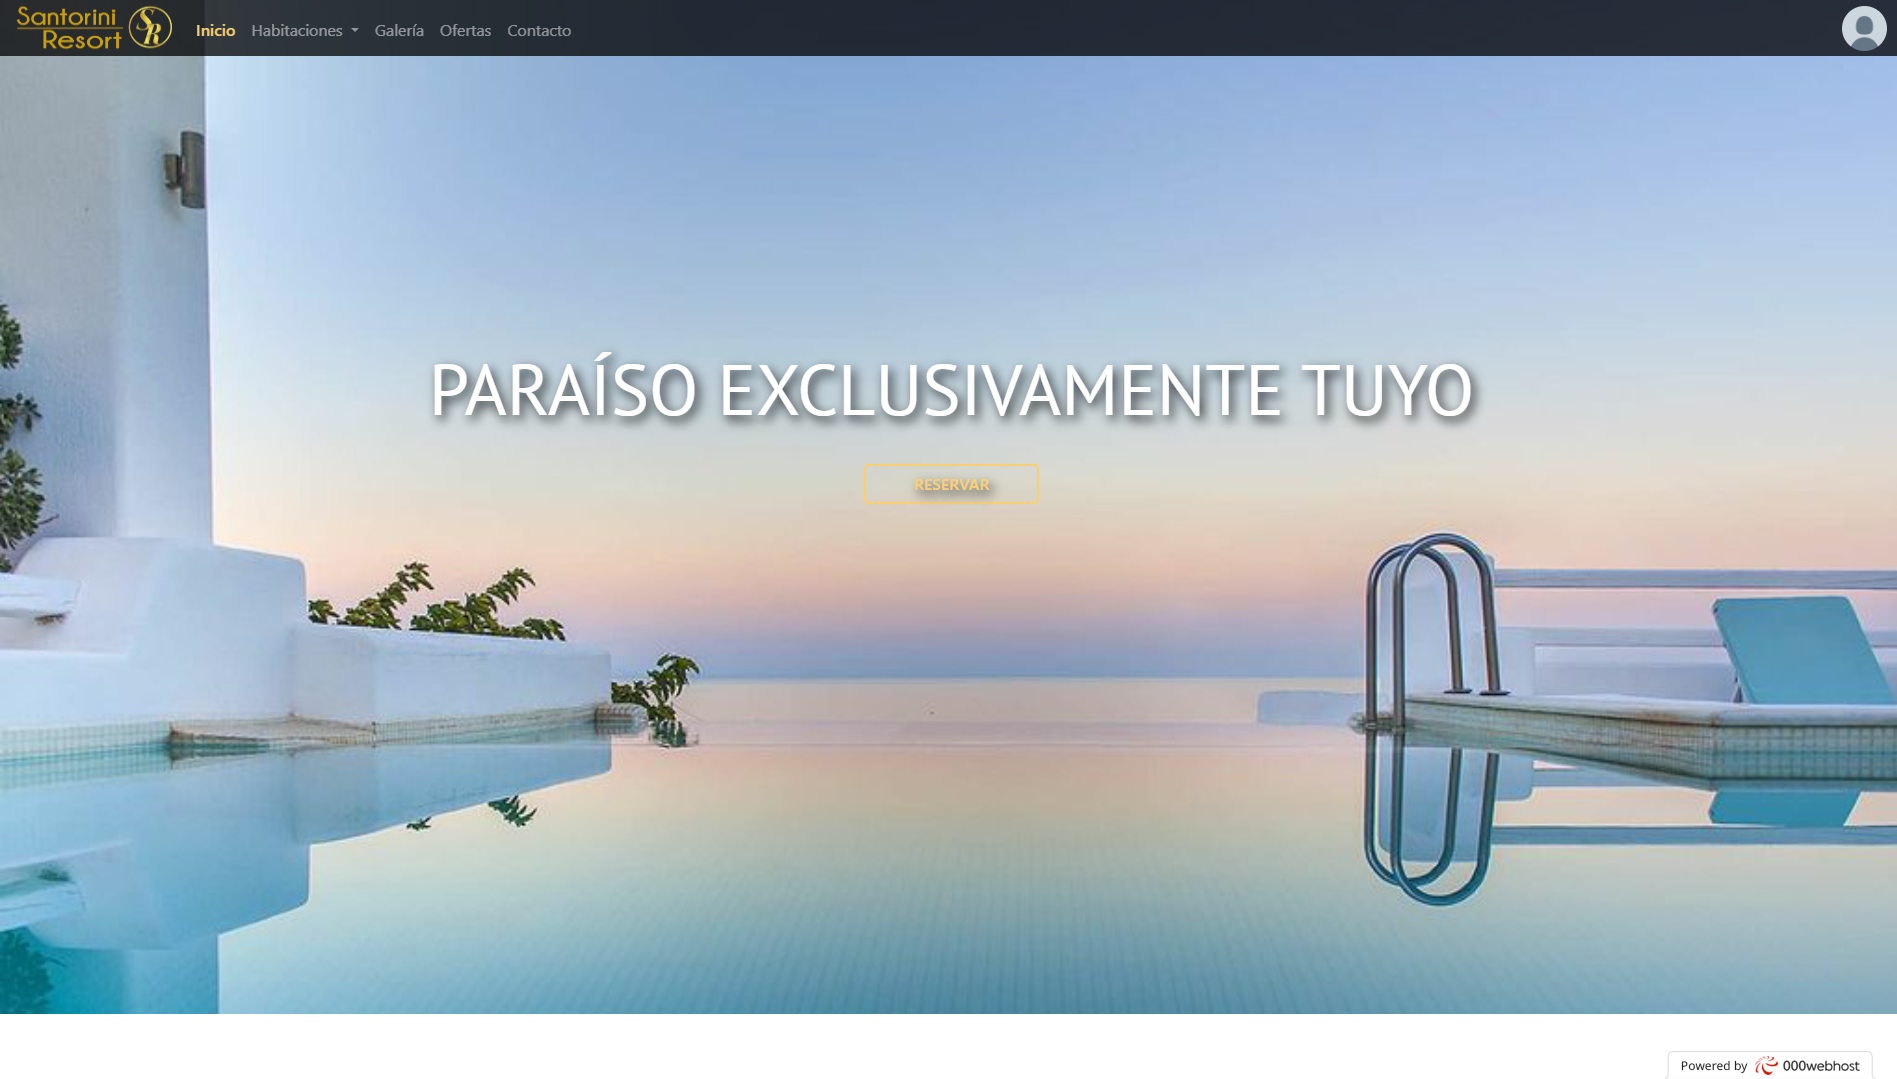 Santorini
Resort
SR
Inicio
Habitaciones
Galería
Ofertas
Contacto
PARAÍSO EXCLUSIVAMENTE TUYO
RESERVAR
Powered by 000webhost